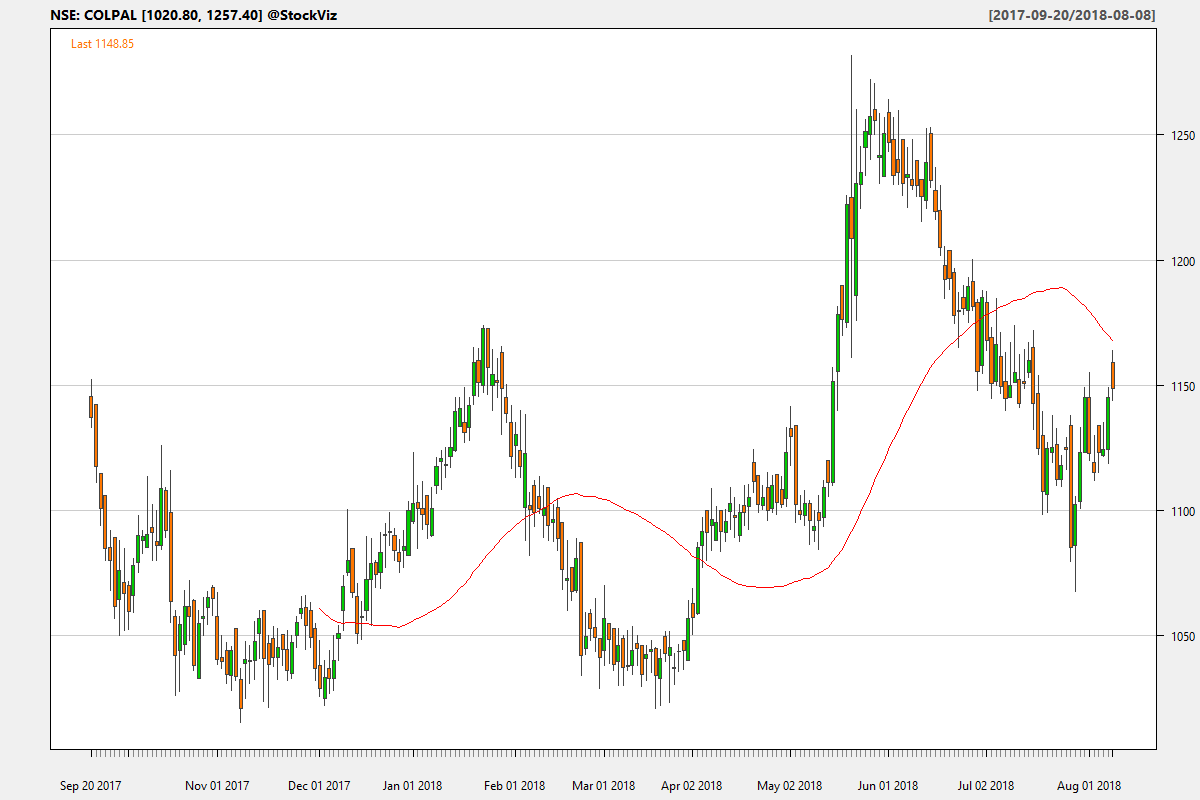 NSE: COLPAL [1020.80, 1257.40] @StockViz
[2017-09-20/2018-08-08]
Last 1148.85
1250
1200
1150
1100
1050
Sep 20 2017
Nov 01 2017
Dec 01 2017
Jan 01 2018
Feb 01 2018
Mar 01 2018
Apr 02 2018
May 02 2018
Jun 01 2018
Jul 02 2018
Aug 01 2018